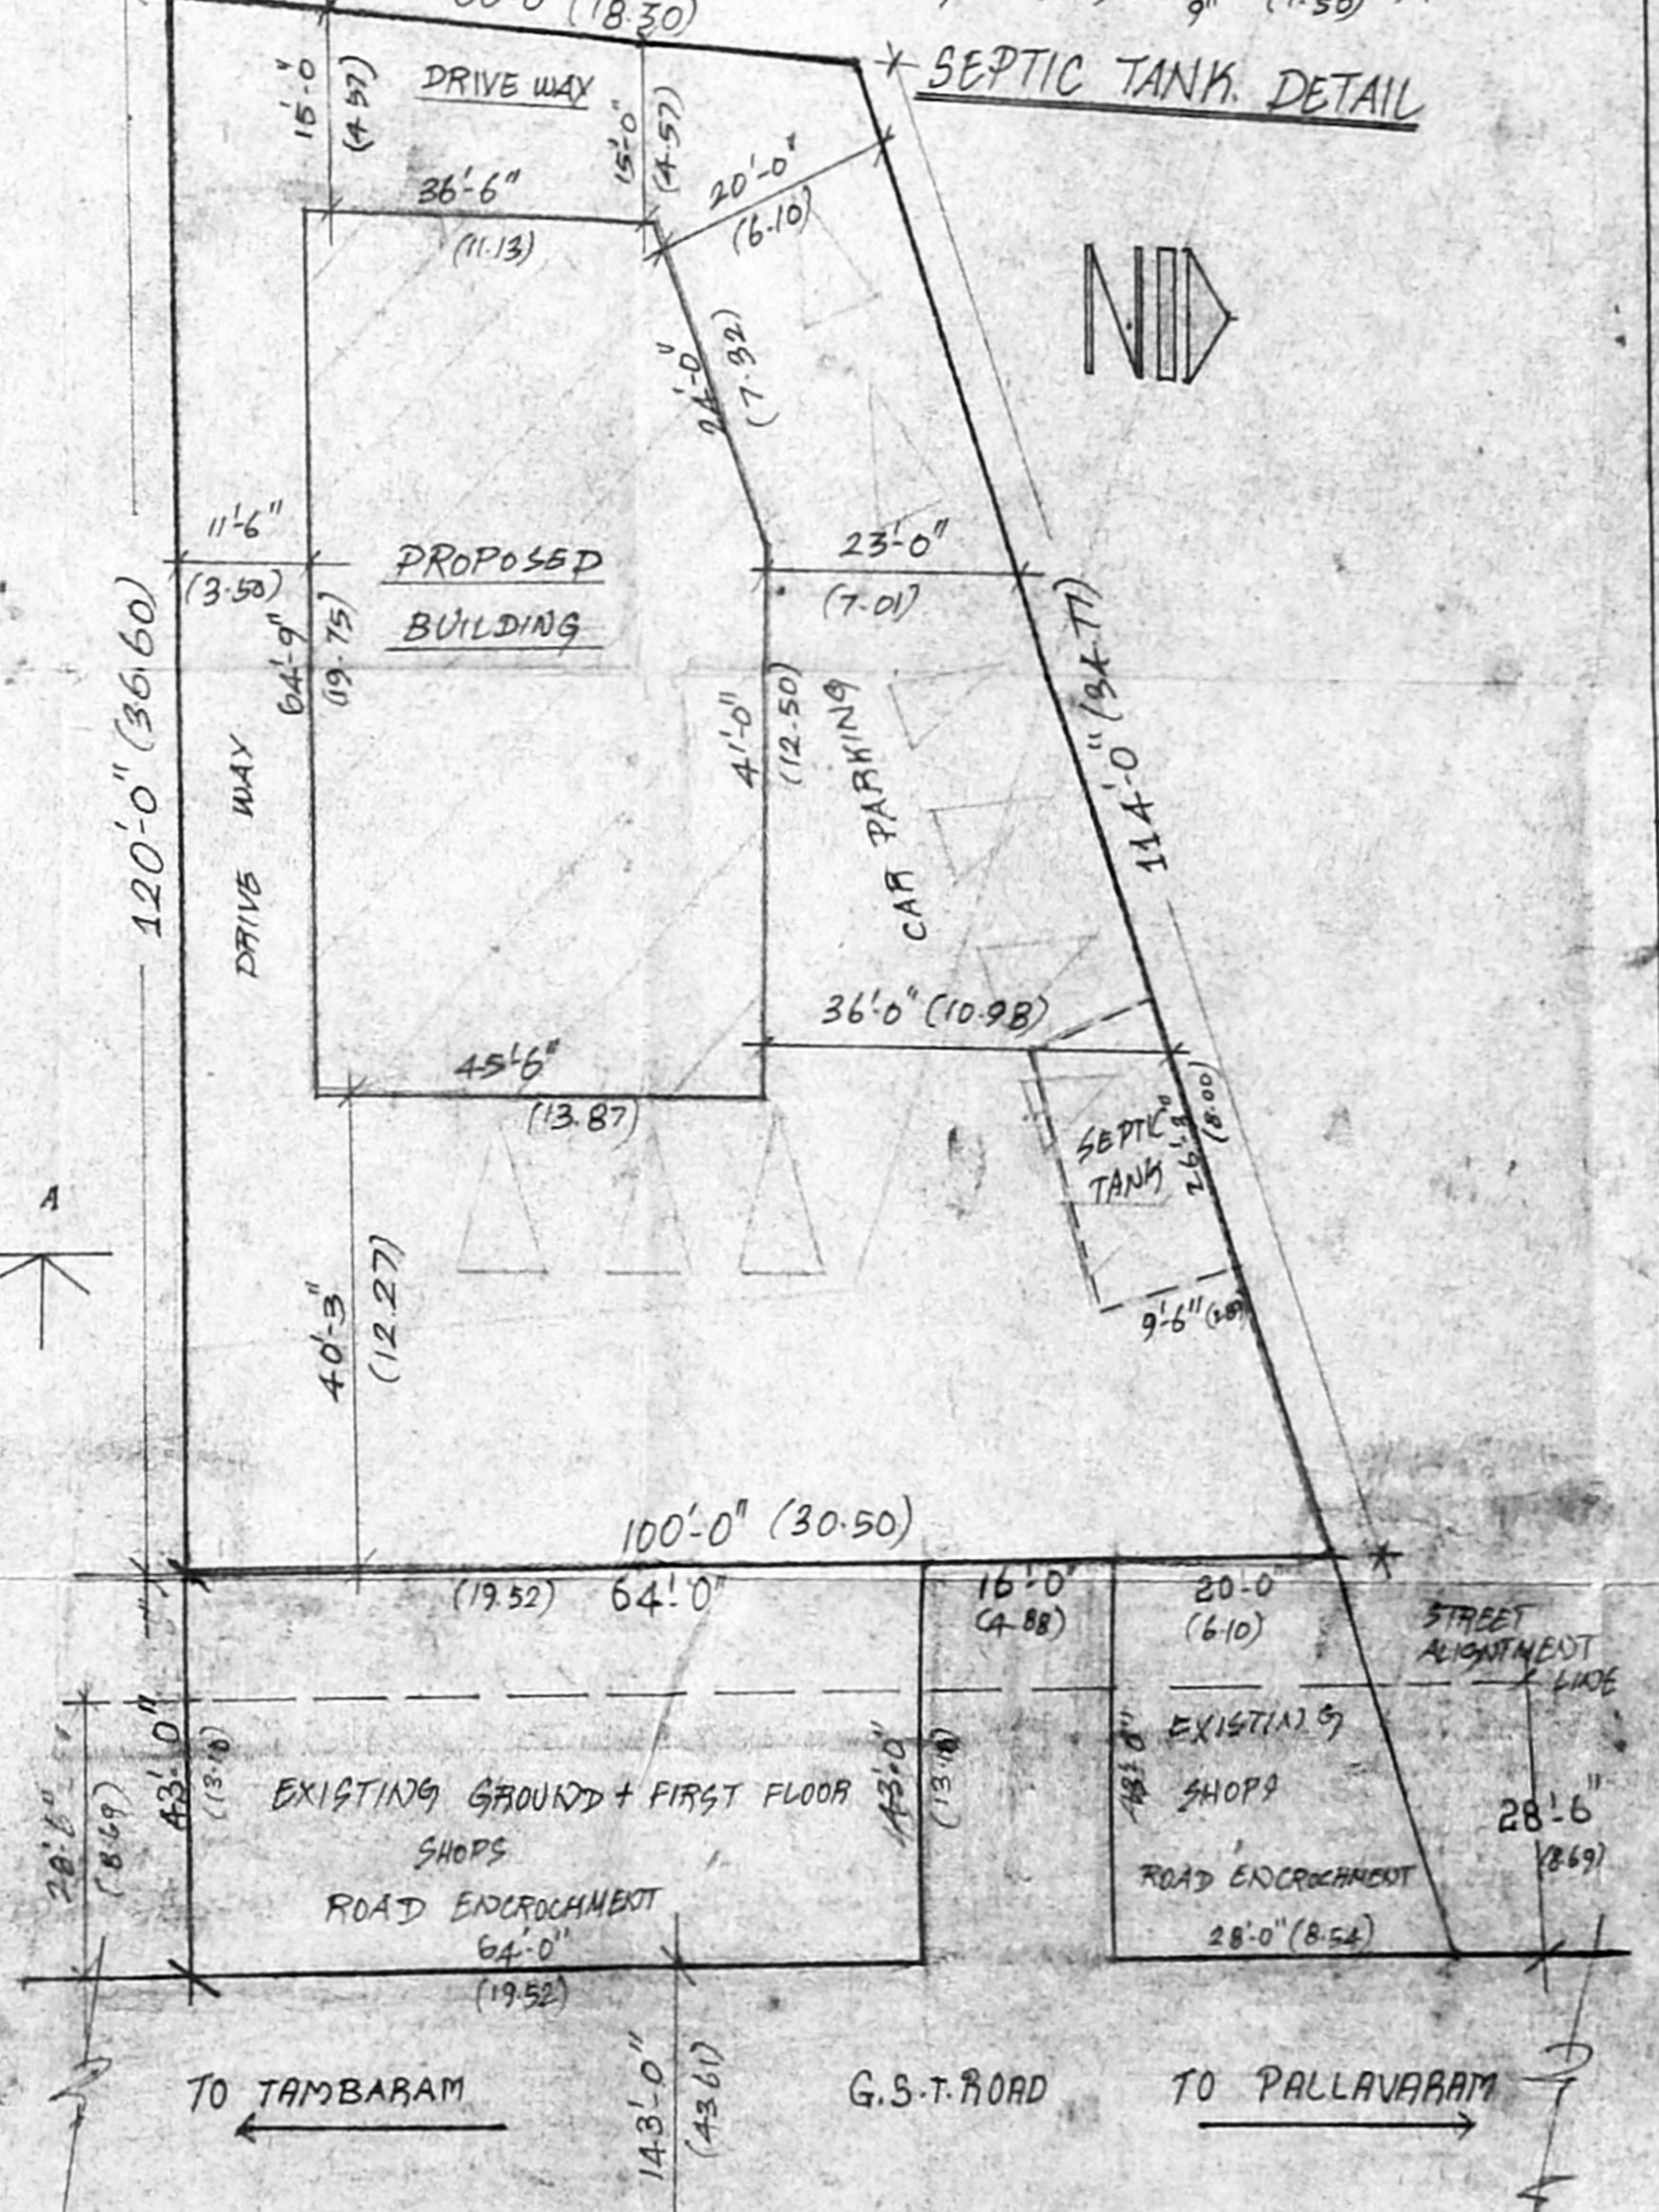 (18.30)
9"
SEPTIC TANK. DETAIL
15'-0"
(4.57)
DRIVE WAY
15'-0"
(4.57)
20'-0"
(6.10)
36'-6"
(11.13)
N
24'-0"
(7.32)
11'-6"
(3.50)
PROPOSED
BUILDING
23'-0"
(7.01)
64'-9"
(19.75)
120'-0" (36.60)
DRIVE WAY
41'-0"
(12.50)
CAR PARKING
114'-0" (34.77)
36'-0" (10.98)
45'-6"
(13.87)
SEPTIC
TANK
26'-8"
(8.00)
9'-6"
A
40'-3"
(12.27)
100'-0" (30.50)
(19.52) 64'-0"
16'-0"
(4.88)
20'-0"
(6.10)
STREET
ALIGNTMENT
LINE
43'-0"
28'-6"
(8.69)
EXISTING GROUND + FIRST FLOOR
SHOPS
ROAD ENCROCHMENT
64'-0"
(19.52)
43'-0"
EXISTING
SHOPS
ROAD ENCROCHMENT
28'-0" (8.54)
28'-6"
(8.69)
TO TAMBARAM
143'-0"
(43.61)
G.S.T. ROAD
TO PALLAVARAM